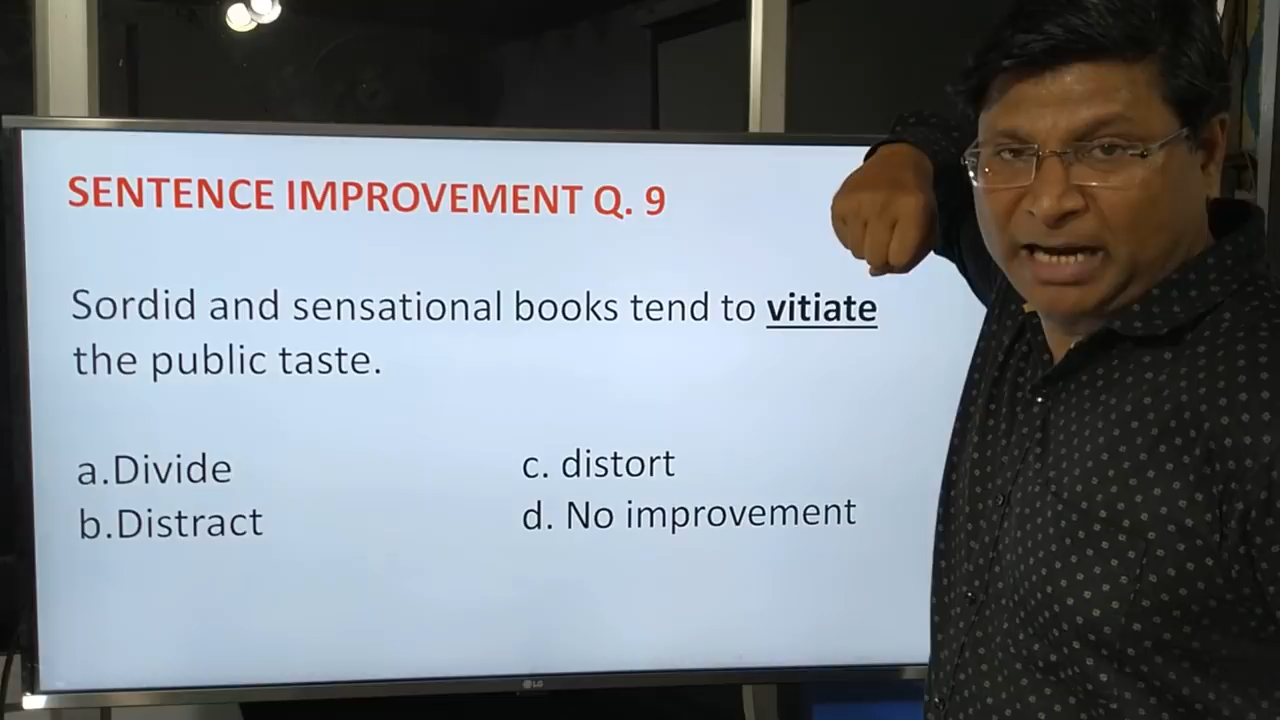 SENTENCE IMPROVEMENT Q. 9
Sordid and sensational books tend to vitiate
the public taste.
a.Divide
b.Distract
c. distort
d. No improvement
LG